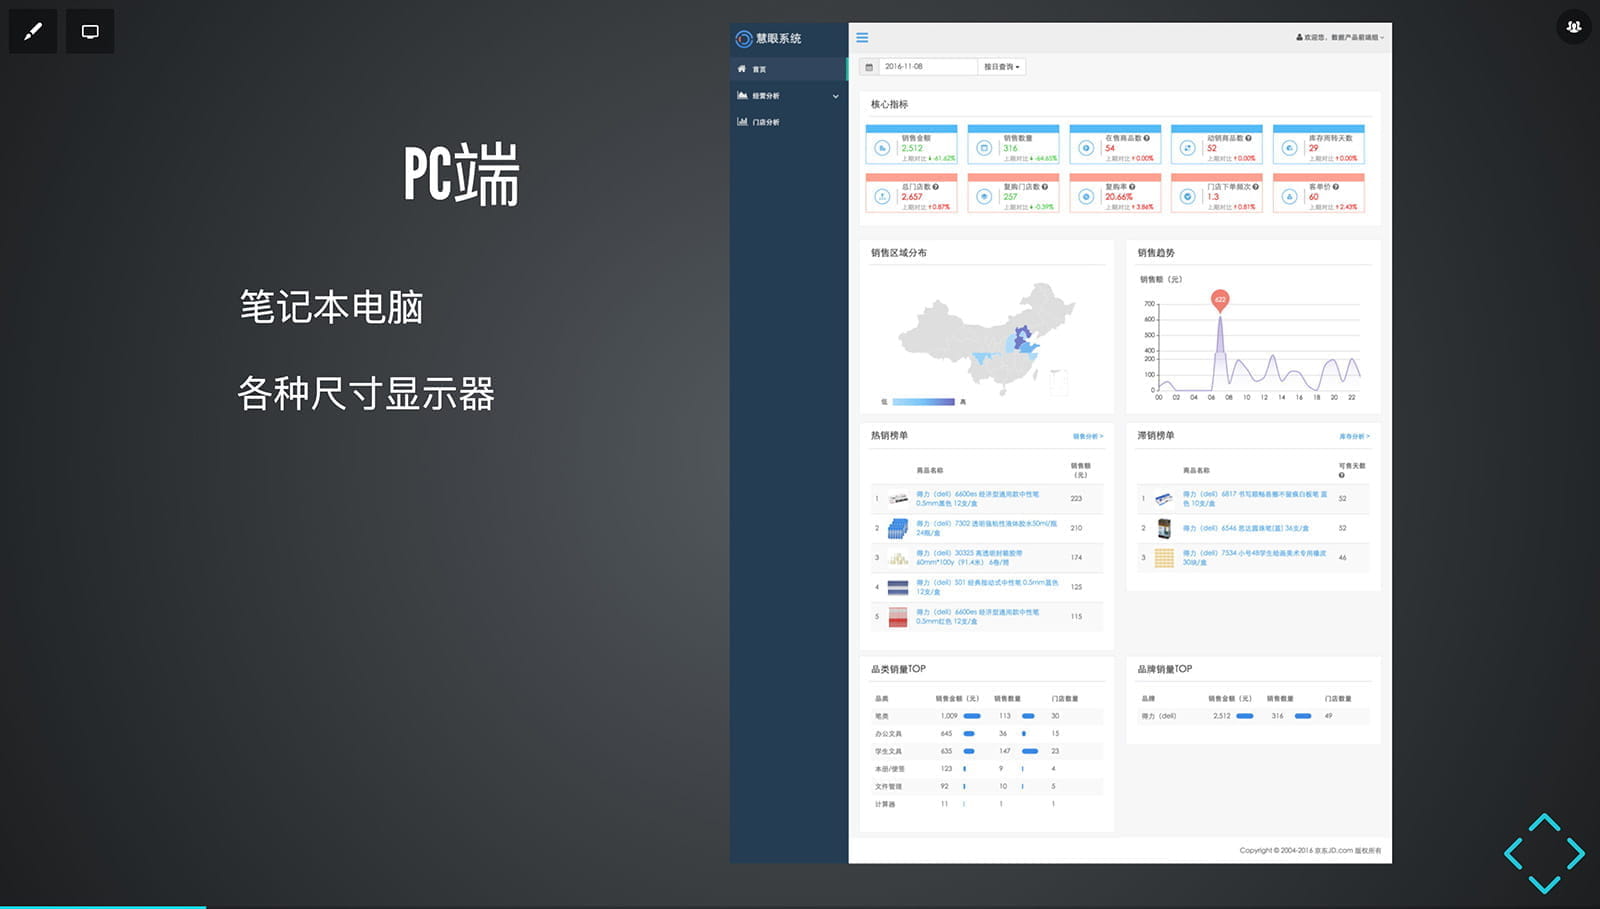 PC端
笔记本电脑
各种尺寸显示器
慧眼系统
首页
经营分析
门店分析
欢迎您，数据产品前端组
2016-11-08
按日查询
核心指标
销售金额
2,512
上期对比 -61.62%
销售数量
316
上期对比 -64.65%
在售商品数
54
上期对比 0.00%
动销商品数
52
上期对比 0.00%
库存周转天数
29
上期对比 0.00%
总门店数
2,657
上期对比 0.87%
复购门店数
257
上期对比 -0.39%
复购率
20.66%
上期对比 3.86%
门店下单频次
1.3
上期对比 0.81%
客单价
60
上期对比 2.43%
销售区域分布
低 高
销售趋势
销售额（元）
622
700
600
500
400
200
100
0
00 02 04 06 08 10 12 14 16 18 20 22
热销榜单 销售分析 >
商品名称 销售额
（元）
1 得力（deli）6600es 经济型通用款中性笔 223
0.5mm黑色 12支/盒
2 得力（deli）7302 透明强粘性液体胶水50ml/瓶 210
24瓶/盒
3 得力（deli）30325 高透明封箱胶带 174
60mm*100y（91.4米） 6卷/筒
4 得力（deli）S01 经典按动式中性笔 0.5mm蓝色 125
12支/盒
5 得力（deli）6600es 经济型通用款中性笔 115
0.5mm红色 12支/盒
滞销榜单 库存分析 >
商品名称 可售天数
1 得力（deli）6817 书写顺畅易擦不留痕白板笔 蓝 52
色 10支/盒
2 得力（deli）6546 思达圆珠笔(蓝) 36支/盒 52
3 得力（deli）7534 小号4B学生绘画美术专用橡皮 46
30块/盒
品类销量TOP
品类 销售金额（元） 销售数量 门店数量
笔类 1,009 113 30
办公文具 645 36 15
学生文具 635 147 23
本册/便签 123 9 4
文件管理 92 10 5
计算器 11 1 1
品牌销量TOP
品牌 销售金额（元） 销售数量 门店数量
得力（deli） 2,512 316 49
Copyright © 2004-2016 京东JD.com 版权所有